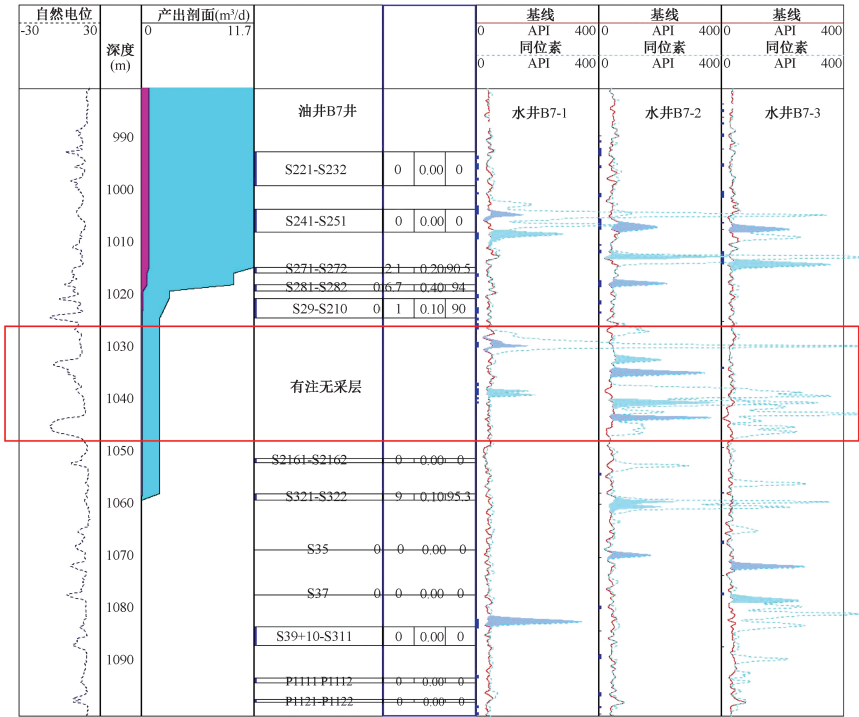 自然电位
-30 30
深度
(m)
产出剖面(m³/d)
0 11.7
基线
0 API 400
同位素
0 API 400
基线
0 API 400
同位素
0 API 400
基线
0 API 400
同位素
0 API 400
油井B7井
水井B7-1
水井B7-2
水井B7-3
990
S221-S232 0 0.00 0
1000
S241-S251 0 0.00 0
1010
S271-S272 2.1 0.20 90.5
S281-S282 0 6.7 0.40 94
1020
S29-S210 0 1 0.10 90
1030
有注无采层
1040
1050
S2161-S2162 0 0.00 0
S321-S322 9 0.10 95.3
1060
S35 0 0 0.00 0
1070
S37 0 0 0.00 0
1080
S39+10-S311 0 0.00 0
1090
P1111-P1112 0 0.00 0
P1121-P1122 0 0.00 0